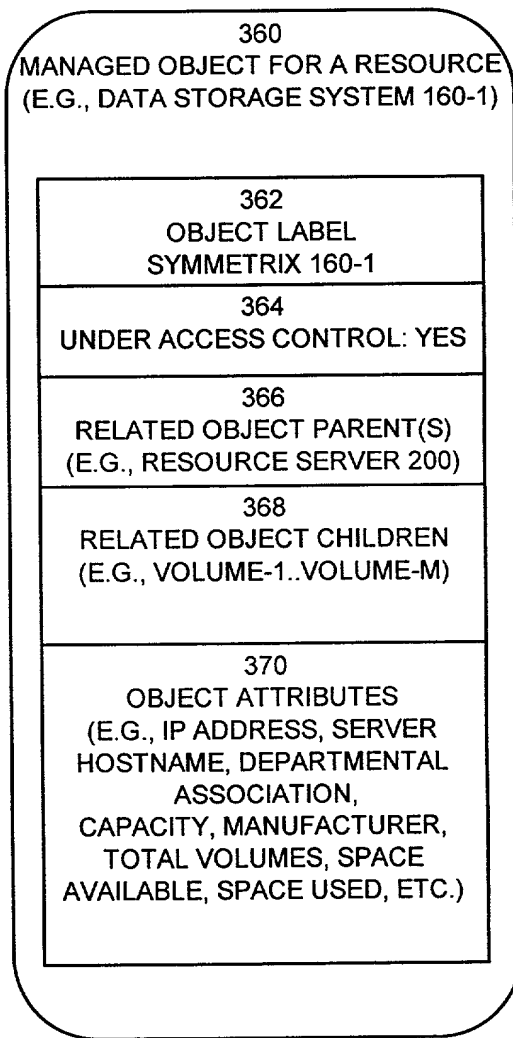 360
MANAGED OBJECT FOR A RESOURCE
(E.G., DATA STORAGE SYSTEM 160-1)
362
OBJECT LABEL
SYMMETRIX 160-1
364
UNDER ACCESS CONTROL: YES
366
RELATED OBJECT PARENT(S)
(E.G., RESOURCE SERVER 200)
368
RELATED OBJECT CHILDREN
(E.G., VOLUME-1..VOLUME-M)
370
OBJECT ATTRIBUTES
(E.G., IP ADDRESS, SERVER
HOSTNAME, DEPARTMENTAL
ASSOCIATION,
CAPACITY, MANUFACTURER,
TOTAL VOLUMES, SPACE
AVAILABLE, SPACE USED, ETC.)